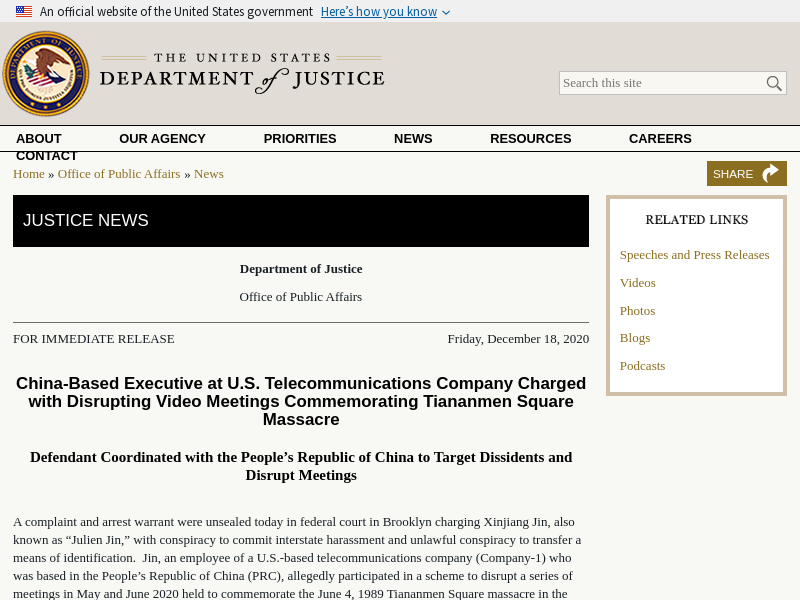 An official website of the United States government Here's how you know
THE UNITED STATES
DEPARTMENT of JUSTICE
Search this site
ABOUT OUR AGENCY PRIORITIES NEWS RESOURCES CAREERS
CONTACT
Home » Office of Public Affairs » News
SHARE
JUSTICE NEWS
Department of Justice
Office of Public Affairs
FOR IMMEDIATE RELEASE Friday, December 18, 2020
China-Based Executive at U.S. Telecommunications Company Charged
with Disrupting Video Meetings Commemorating Tiananmen Square
Massacre
Defendant Coordinated with the People’s Republic of China to Target Dissidents and
Disrupt Meetings
A complaint and arrest warrant were unsealed today in federal court in Brooklyn charging Xinjiang Jin, also
known as “Julien Jin,” with conspiracy to commit interstate harassment and unlawful conspiracy to transfer a
means of identification.  Jin, an employee of a U.S.-based telecommunications company (Company-1) who
was based in the People’s Republic of China (PRC), allegedly participated in a scheme to disrupt a series of
meetings in May and June 2020 held to commemorate the June 4, 1989 Tiananmen Square massacre in the
RELATED LINKS
Speeches and Press Releases
Videos
Photos
Blogs
Podcasts